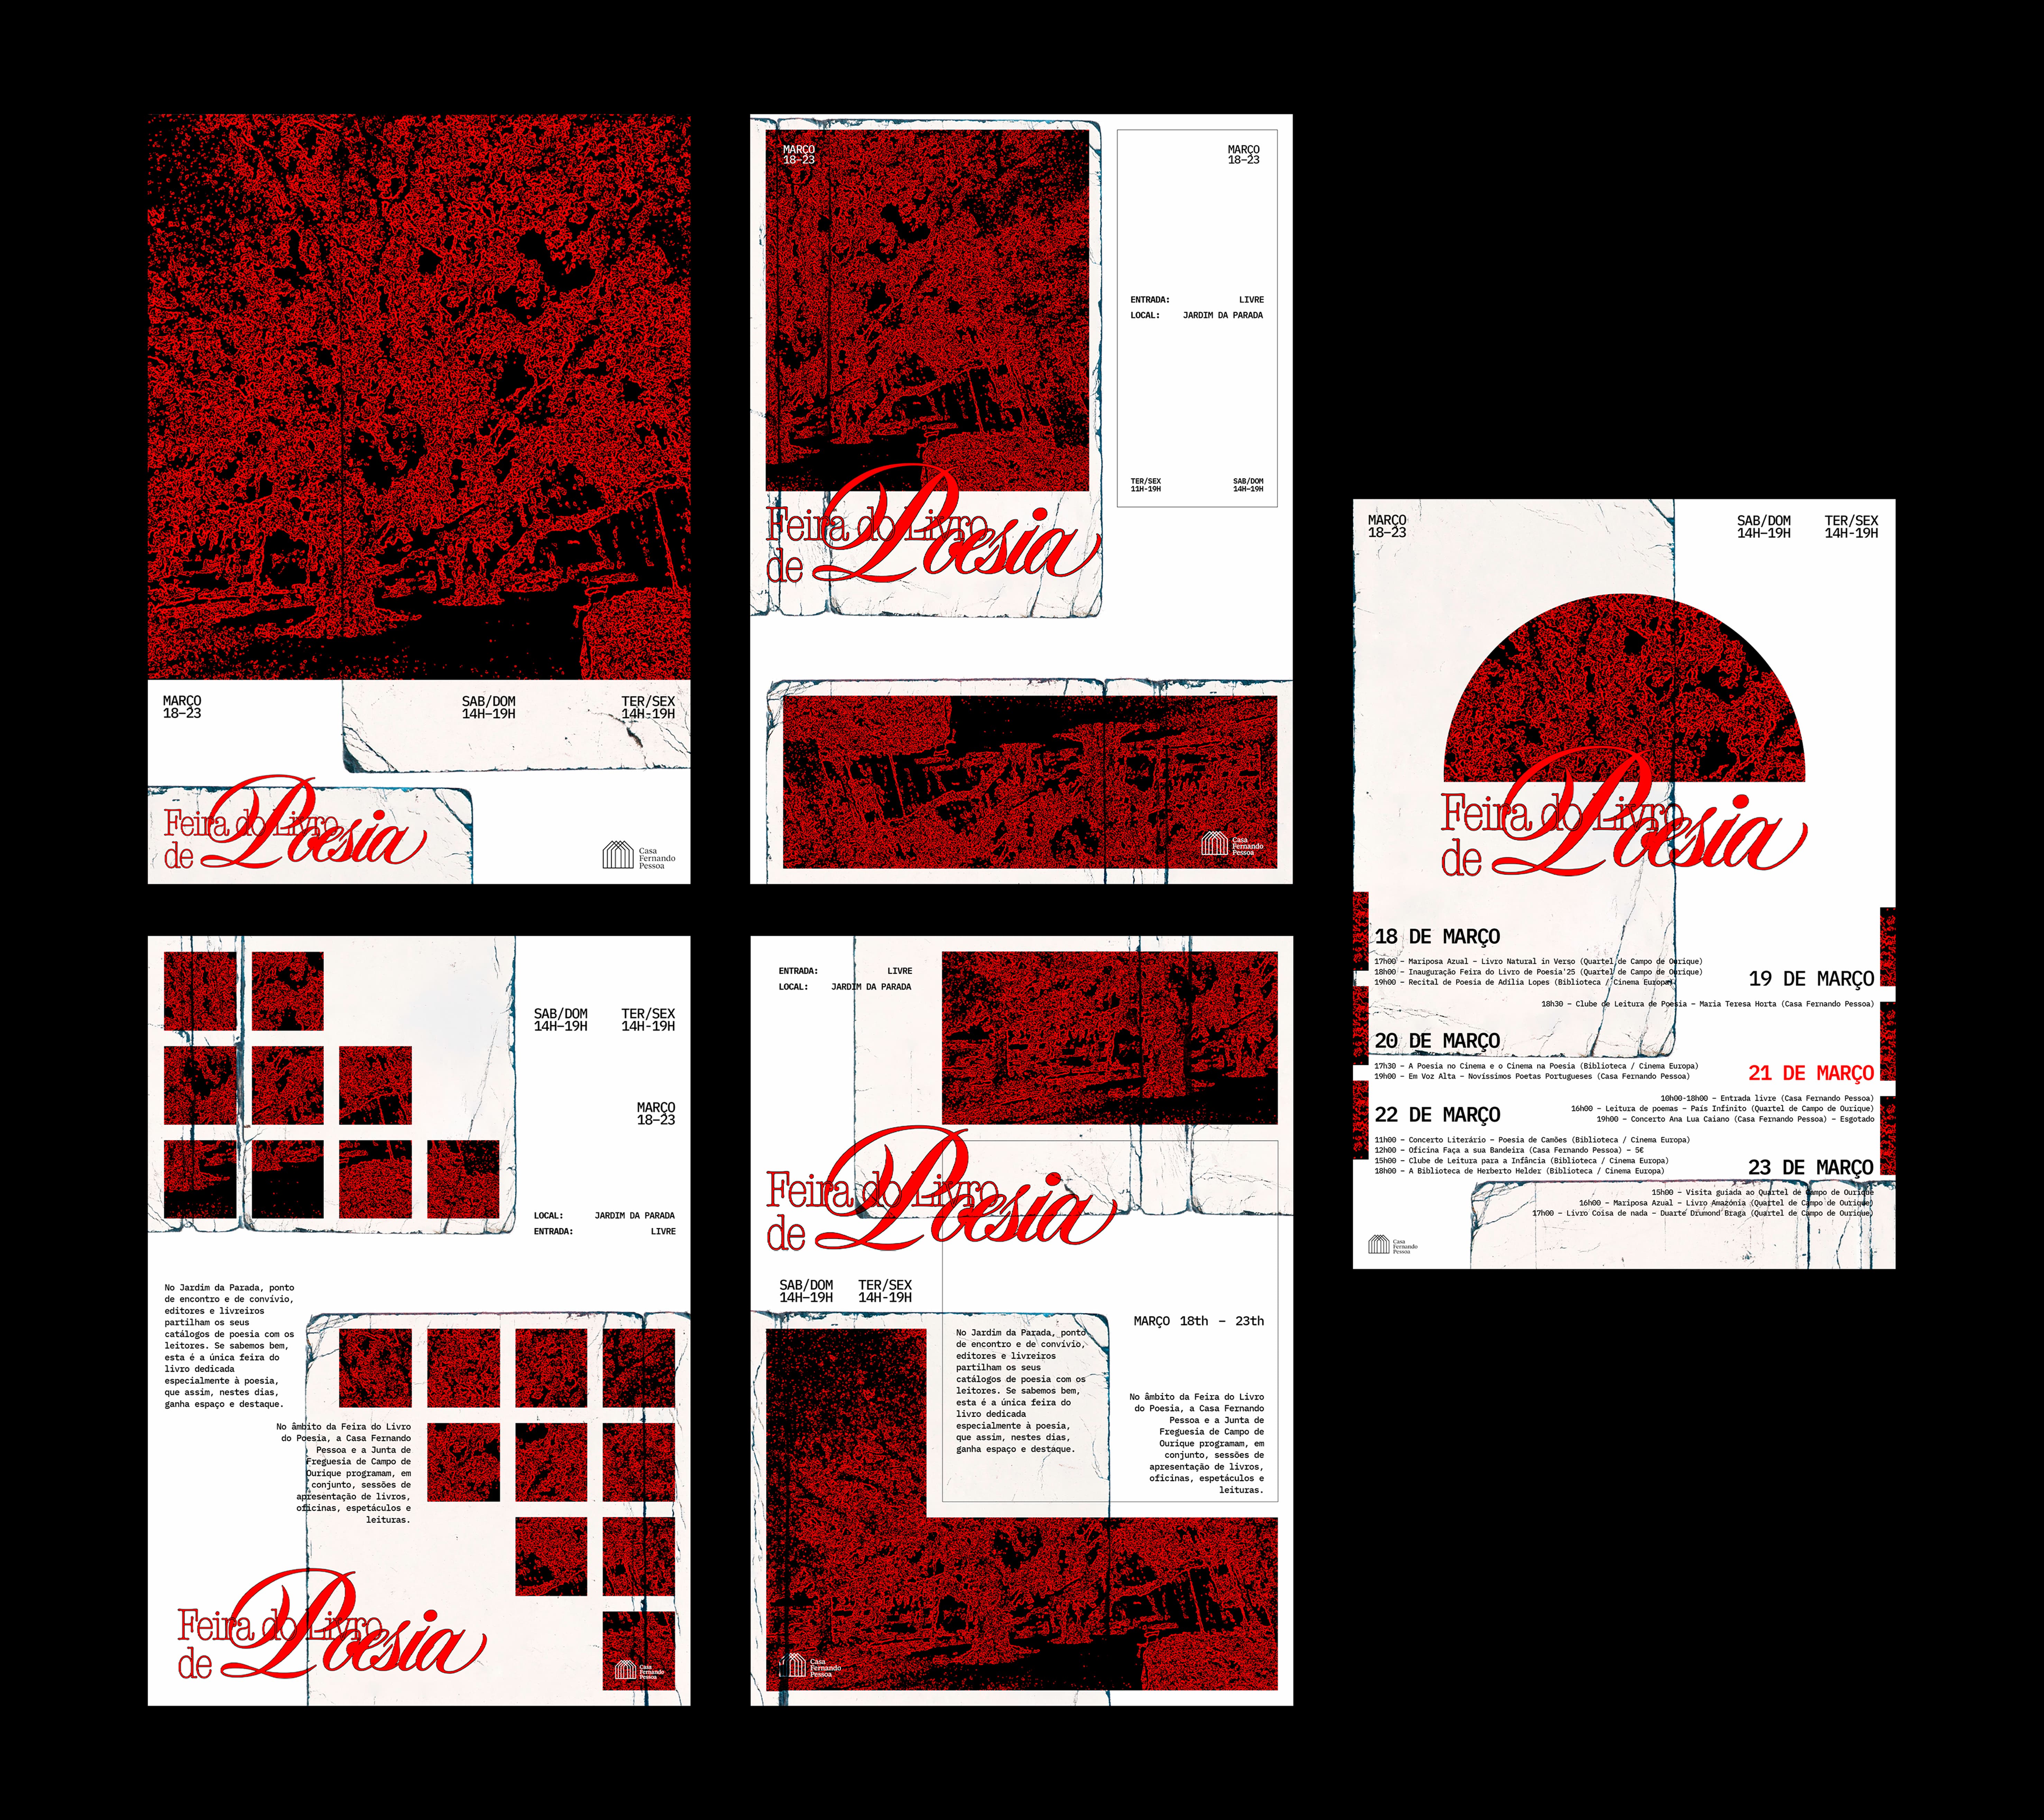 MARÇO
18–23
SAB/DOM
14H–19H
TER/SEX
14H-19H
Feira do Livro
de Poesia
Casa
Fernando
Pessoa
MARÇO
18–23
MARÇO
18–23
ENTRADA: LIVRE
LOCAL: JARDIM DA PARADA
TER/SEX
11H-19H
SAB/DOM
14H–19H
Feira do Livro
de Poesia
Casa
Fernando
Pessoa
MARÇO
18–23
SAB/DOM
14H–19H
TER/SEX
14H-19H
Feira do Livro
de Poesia
18 DE MARÇO
17h00 – Mariposa Azual – Livro Natural in Verso (Quartel de Campo de Ourique)
18h00 – Inauguração Feira do Livro de Poesia'25 (Quartel de Campo de Ourique)
19h00 – Recital de Poesia de Adília Lopes (Biblioteca / Cinema Europa)
19 DE MARÇO
18h30 – Clube de Leitura de Poesia – Maria Teresa Horta (Casa Fernando Pessoa)
20 DE MARÇO
17h30 – A Poesia no Cinema e o Cinema na Poesia (Biblioteca / Cinema Europa)
19h00 – Em Voz Alta – Novíssimos Poetas Portugueses (Casa Fernando Pessoa)
21 DE MARÇO
10h00-18h00 – Entrada livre (Casa Fernando Pessoa)
16h00 – Leitura de poemas – País Infinito (Quartel de Campo de Ourique)
19h00 – Concerto Ana Lua Caiano (Casa Fernando Pessoa) – Esgotado
22 DE MARÇO
11h00 – Concerto Literário – Poesia de Camões (Biblioteca / Cinema Europa)
12h00 – Oficina Faça a sua Bandeira (Casa Fernando Pessoa) – 5€
15h00 – Clube de Leitura para a Infância (Biblioteca / Cinema Europa)
18h00 – A Biblioteca de Herberto Helder (Biblioteca / Cinema Europa)
23 DE MARÇO
15h00 – Visita guiada ao Quartel de Campo de Ourique
16h00 – Mariposa Azual – Livro Amazónia (Quartel de Campo de Ourique)
17h00 – Livro Coisa de nada – Duarte Drumond Braga (Quartel de Campo de Ourique)
Casa
Fernando
Pessoa
SAB/DOM
14H–19H
TER/SEX
14H-19H
MARÇO
18–23
LOCAL: JARDIM DA PARADA
ENTRADA: LIVRE
No Jardim da Parada, ponto
de encontro e de convívio,
editores e livreiros
partilham os seus
catálogos de poesia com os
leitores. Se sabemos bem,
esta é a única feira do
livro dedicada
especialmente à poesia,
que assim, nestes dias,
ganha espaço e destaque.
No âmbito da Feira do Livro
do Poesia, a Casa Fernando
Pessoa e a Junta de
Freguesia de Campo de
Ourique programam, em
conjunto, sessões de
apresentação de livros,
oficinas, espetáculos e
leituras.
Feira do Livro
de Poesia
Casa
Fernando
Pessoa
ENTRADA: LIVRE
LOCAL: JARDIM DA PARADA
Feira do Livro
de Poesia
SAB/DOM
14H–19H
TER/SEX
14H-19H
MARÇO 18th – 23th
No Jardim da Parada, ponto
de encontro e de convívio,
editores e livreiros
partilham os seus
catálogos de poesia com os
leitores. Se sabemos bem,
esta é a única feira do
livro dedicada
especialmente à poesia,
que assim, nestes dias,
ganha espaço e destaque.
No âmbito da Feira do Livro
do Poesia, a Casa Fernando
Pessoa e a Junta de
Freguesia de Campo de
Ourique programam, em
conjunto, sessões de
apresentação de livros,
oficinas, espetáculos e
leituras.
Casa
Fernando
Pessoa